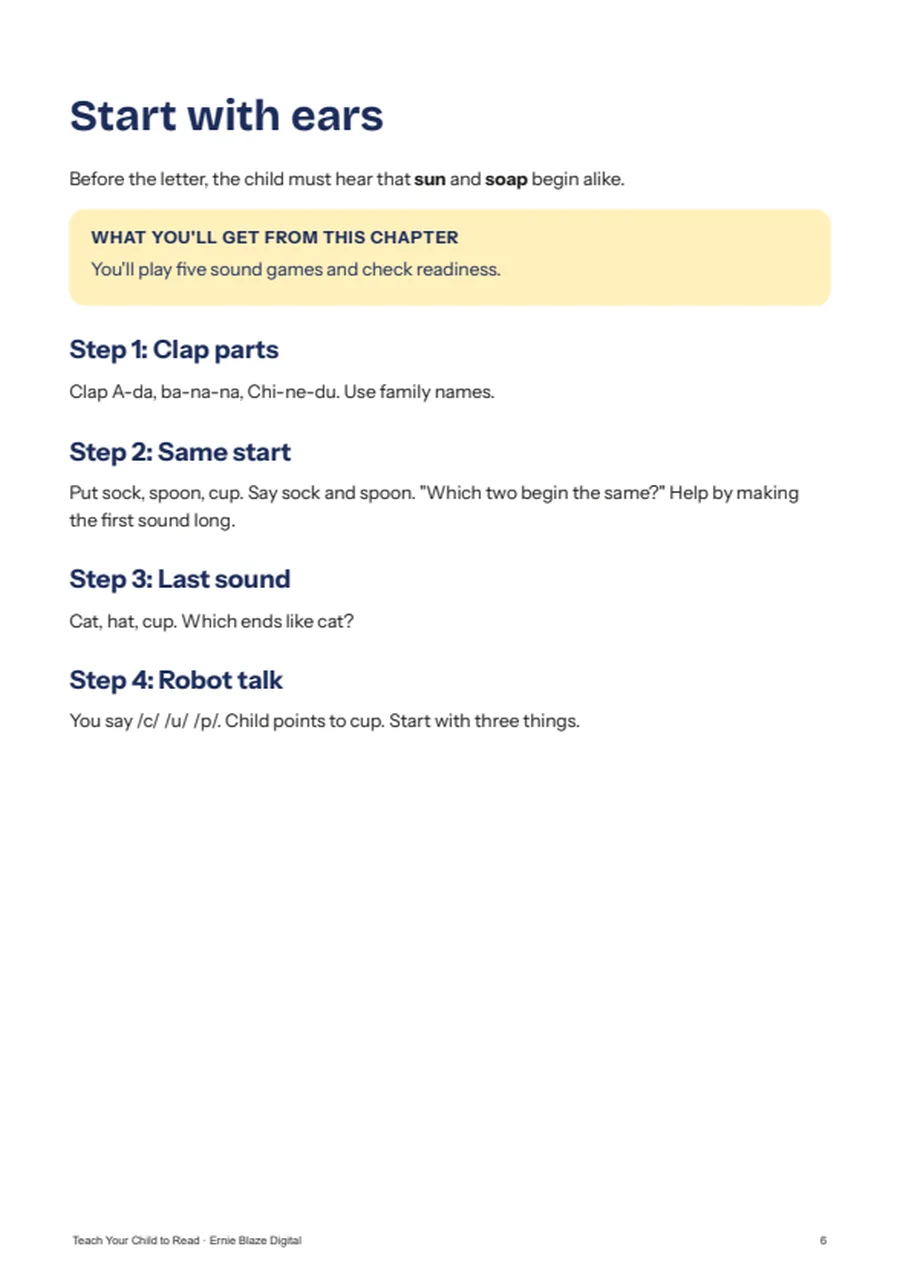 Start with ears
Before the letter, the child must hear that sun and soap begin alike.
WHAT YOU'LL GET FROM THIS CHAPTER
You'll play five sound games and check readiness.
Step 1: Clap parts
Clap A-da, ba-na-na, Chi-ne-du. Use family names.
Step 2: Same start
Put sock, spoon, cup. Say sock and spoon. "Which two begin the same?" Help by making
the first sound long.
Step 3: Last sound
Cat, hat, cup. Which ends like cat?
Step 4: Robot talk
You say /c/ /u/ /p/. Child points to cup. Start with three things.
Teach Your Child to Read · Ernie Blaze Digital
6